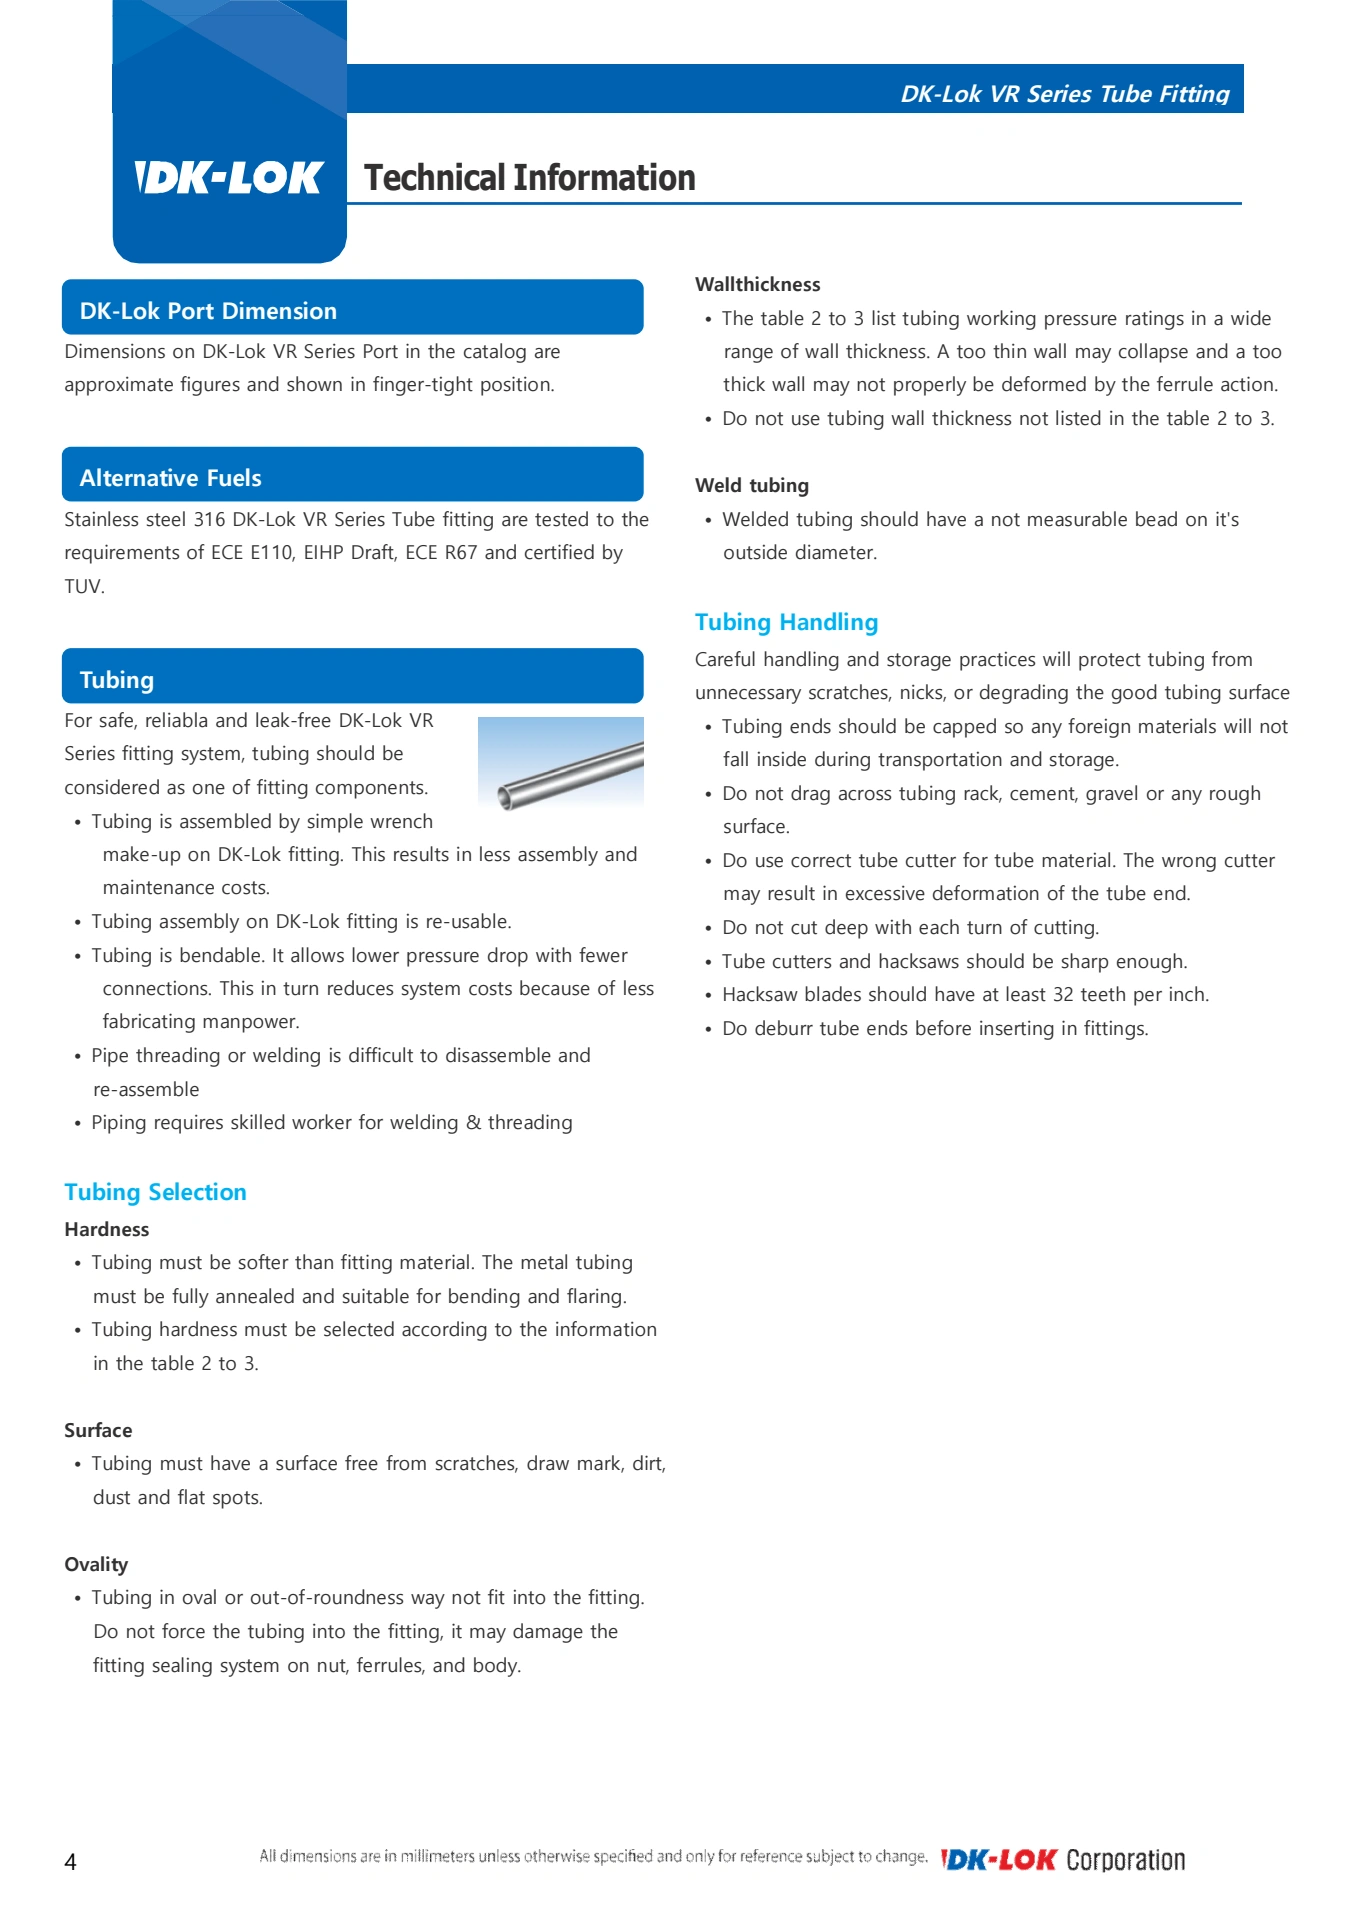 DK-Lok VR Series Tube Fitting
DK-LOK
Technical Information
DK-Lok Port Dimension
Dimensions on DK-Lok VR Series Port in the catalog are
approximate figures and shown in finger-tight position.
Alternative Fuels
Stainless steel 316 DK-Lok VR Series Tube fitting are tested to the
requirements of ECE E110, EIHP Draft, ECE R67 and certified by
TUV.
Tubing
For safe, reliabla and leak-free DK-Lok VR
Series fitting system, tubing should be
considered as one of fitting components.
• Tubing is assembled by simple wrench
make-up on DK-Lok fitting. This results in less assembly and
maintenance costs.
• Tubing assembly on DK-Lok fitting is re-usable.
• Tubing is bendable. It allows lower pressure drop with fewer
connections. This in turn reduces system costs because of less
fabricating manpower.
• Pipe threading or welding is difficult to disassemble and
re-assemble
• Piping requires skilled worker for welding & threading
Tubing Selection
Hardness
• Tubing must be softer than fitting material. The metal tubing
must be fully annealed and suitable for bending and flaring.
• Tubing hardness must be selected according to the information
in the table 2 to 3.
Surface
• Tubing must have a surface free from scratches, draw mark, dirt,
dust and flat spots.
Ovality
• Tubing in oval or out-of-roundness way not fit into the fitting.
Do not force the tubing into the fitting, it may damage the
fitting sealing system on nut, ferrules, and body.
Wallthickness
• The table 2 to 3 list tubing working pressure ratings in a wide
range of wall thickness. A too thin wall may collapse and a too
thick wall may not properly be deformed by the ferrule action.
• Do not use tubing wall thickness not listed in the table 2 to 3.
Weld tubing
• Welded tubing should have a not measurable bead on it's
outside diameter.
Tubing Handling
Careful handling and storage practices will protect tubing from
unnecessary scratches, nicks, or degrading the good tubing surface
• Tubing ends should be capped so any foreign materials will not
fall inside during transportation and storage.
• Do not drag across tubing rack, cement, gravel or any rough
surface.
• Do use correct tube cutter for tube material. The wrong cutter
may result in excessive deformation of the tube end.
• Do not cut deep with each turn of cutting.
• Tube cutters and hacksaws should be sharp enough.
• Hacksaw blades should have at least 32 teeth per inch.
• Do deburr tube ends before inserting in fittings.
4
All dimensions are in millimeters unless otherwise specified and only for reference subject to change.
DK-LOK Corporation